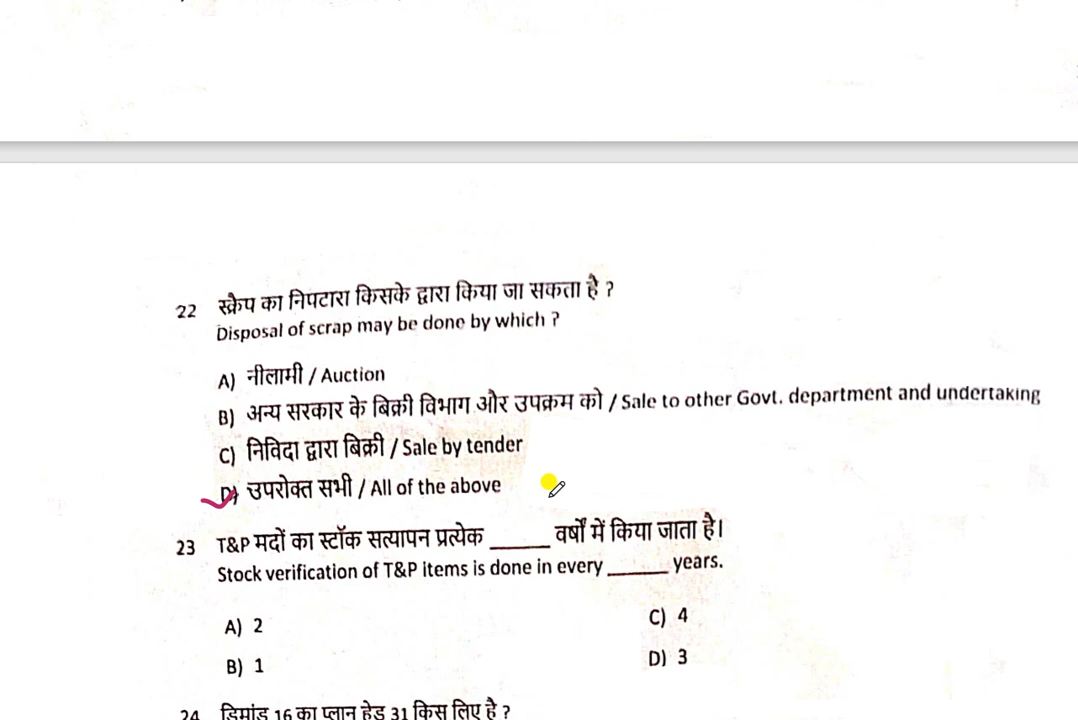 22 स्क्रैप का निपटारा किसके द्वारा किया जा सकता है ?
Disposal of scrap may be done by which ?
A) नीलामी / Auction
B) अन्य सरकार के बिक्री विभाग और उपक्रम को / Sale to other Govt. department and undertaking
C) निविदा द्वारा बिक्री / Sale by tender
D) उपरोक्त सभी / All of the above
23 T&P मदों का स्टॉक सत्यापन प्रत्येक ______ वर्षों में किया जाता है।
Stock verification of T&P items is done in every ______ years.
A) 2
C) 4
B) 1
D) 3
24 डिमांड 16 का प्लान हेड 31 किस लिए है ?